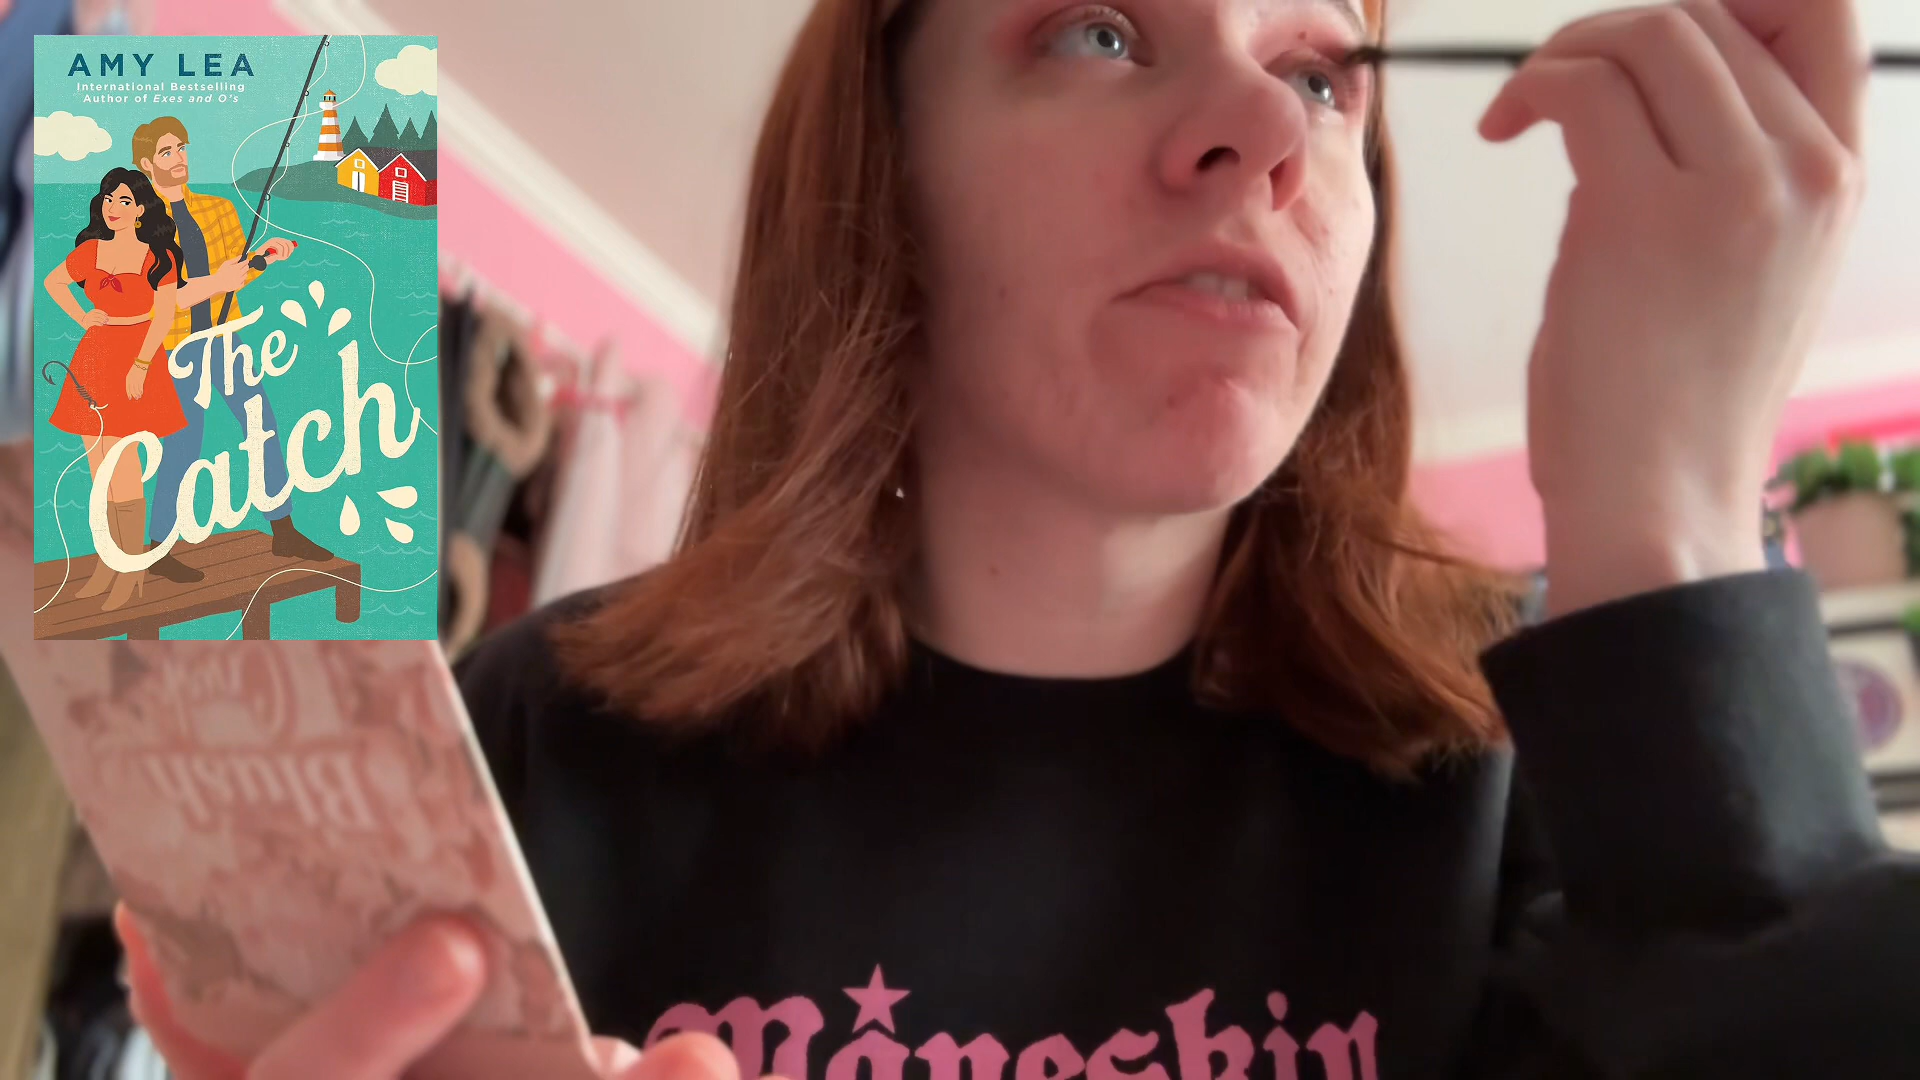 AMY LEA
International Bestselling
Author of Exes and O's
The
Catch
Blush
Måneskin